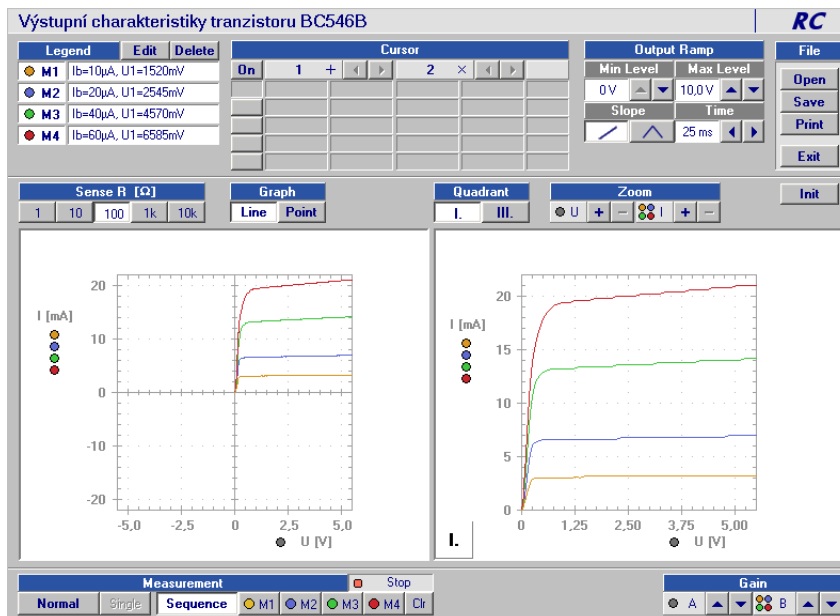 Výstupní charakteristiky tranzistoru BC546B
RC
Legend Edit Delete
M1 Ib=10µA, U1=1520mV
M2 Ib=20µA, U1=2545mV
M3 Ib=40µA, U1=4570mV
M4 Ib=60µA, U1=6585mV
Cursor
On 1 + 2 ×
Output Ramp
Min Level Max Level
0 V 10,0 V
Slope Time
25 ms
File
Open
Save
Print
Exit
Init
Sense R [Ω]
1 10 100 1k 10k
Graph
Line Point
Quadrant
I. III.
Zoom
U + − I + −
I [mA]
20
10
0
-10
-20
-5,0 -2,5 0 2,5 5,0
U [V]
I [mA]
20
15
10
5
0
0 1,25 2,50 3,75 5,00
U [V]
I.
Measurement Stop
Normal Single Sequence M1 M2 M3 M4 Clr
Gain
A B